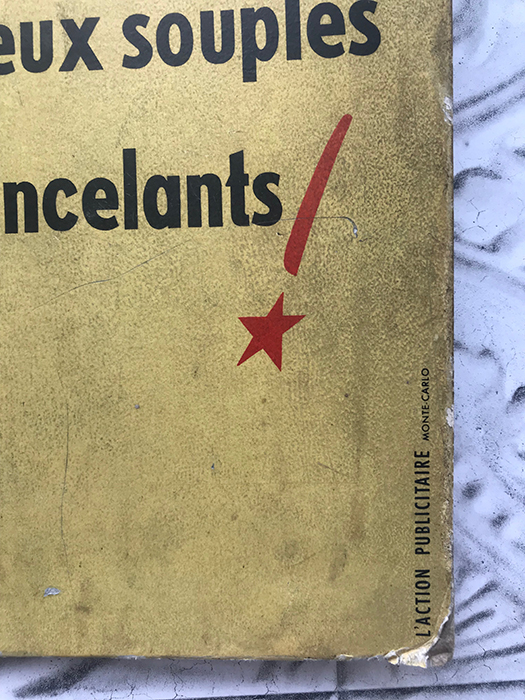 eux souples
ncelants!
L'ACTION PUBLICITAIRE MONTE-CARLO